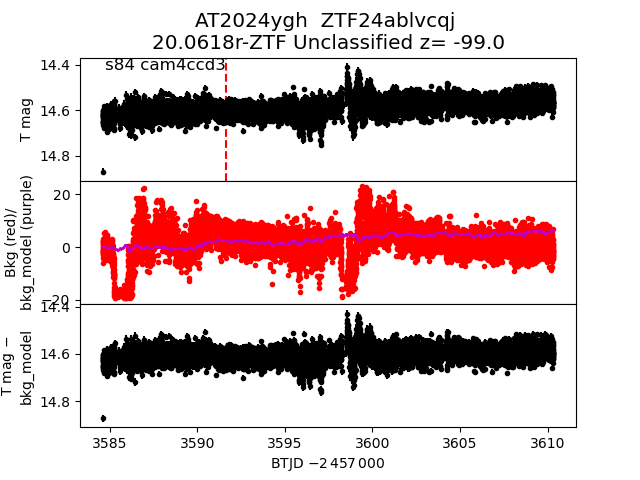 AT2024ygh  ZTF24ablvcqj
20.0618r-ZTF Unclassified z= -99.0
s84 cam4ccd3
14.4
14.6
14.8
T mag
20
0
−20
Bkg (red)/
bkg_model (purple)
14.4
14.6
14.8
T mag −
bkg_model
3585 3590 3595 3600 3605 3610
BTJD −2 457 000